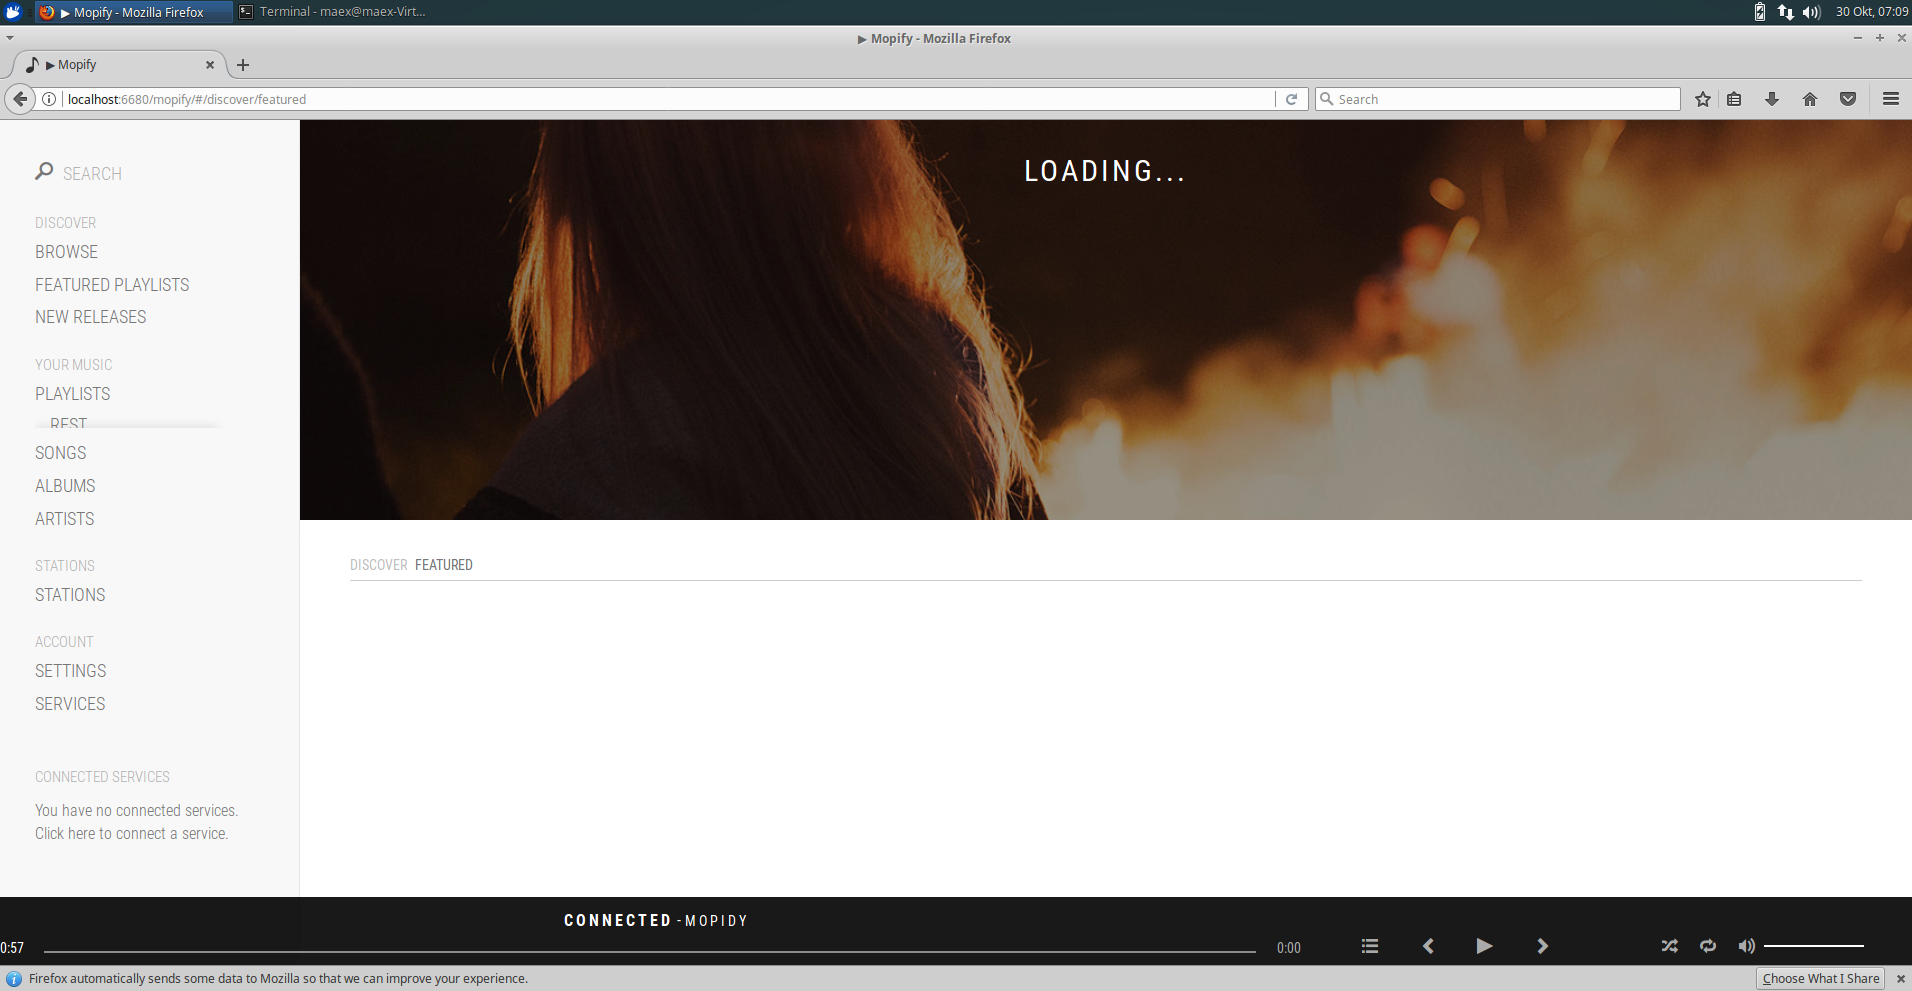 ▶ Mopify - Mozilla Firefox
Terminal - maex@maex-Virt...
30 Okt, 07:09
▶ Mopify - Mozilla Firefox
▶ Mopify
localhost:6680/mopify/#/discover/featured
Search
SEARCH
DISCOVER
BROWSE
FEATURED PLAYLISTS
NEW RELEASES
YOUR MUSIC
PLAYLISTS
REST
SONGS
ALBUMS
ARTISTS
STATIONS
STATIONS
ACCOUNT
SETTINGS
SERVICES
CONNECTED SERVICES
You have no connected services.
Click here to connect a service.
LOADING...
DISCOVER FEATURED
CONNECTED - MOPIDY
0:57
0:00
Firefox automatically sends some data to Mozilla so that we can improve your experience.
Choose What I Share